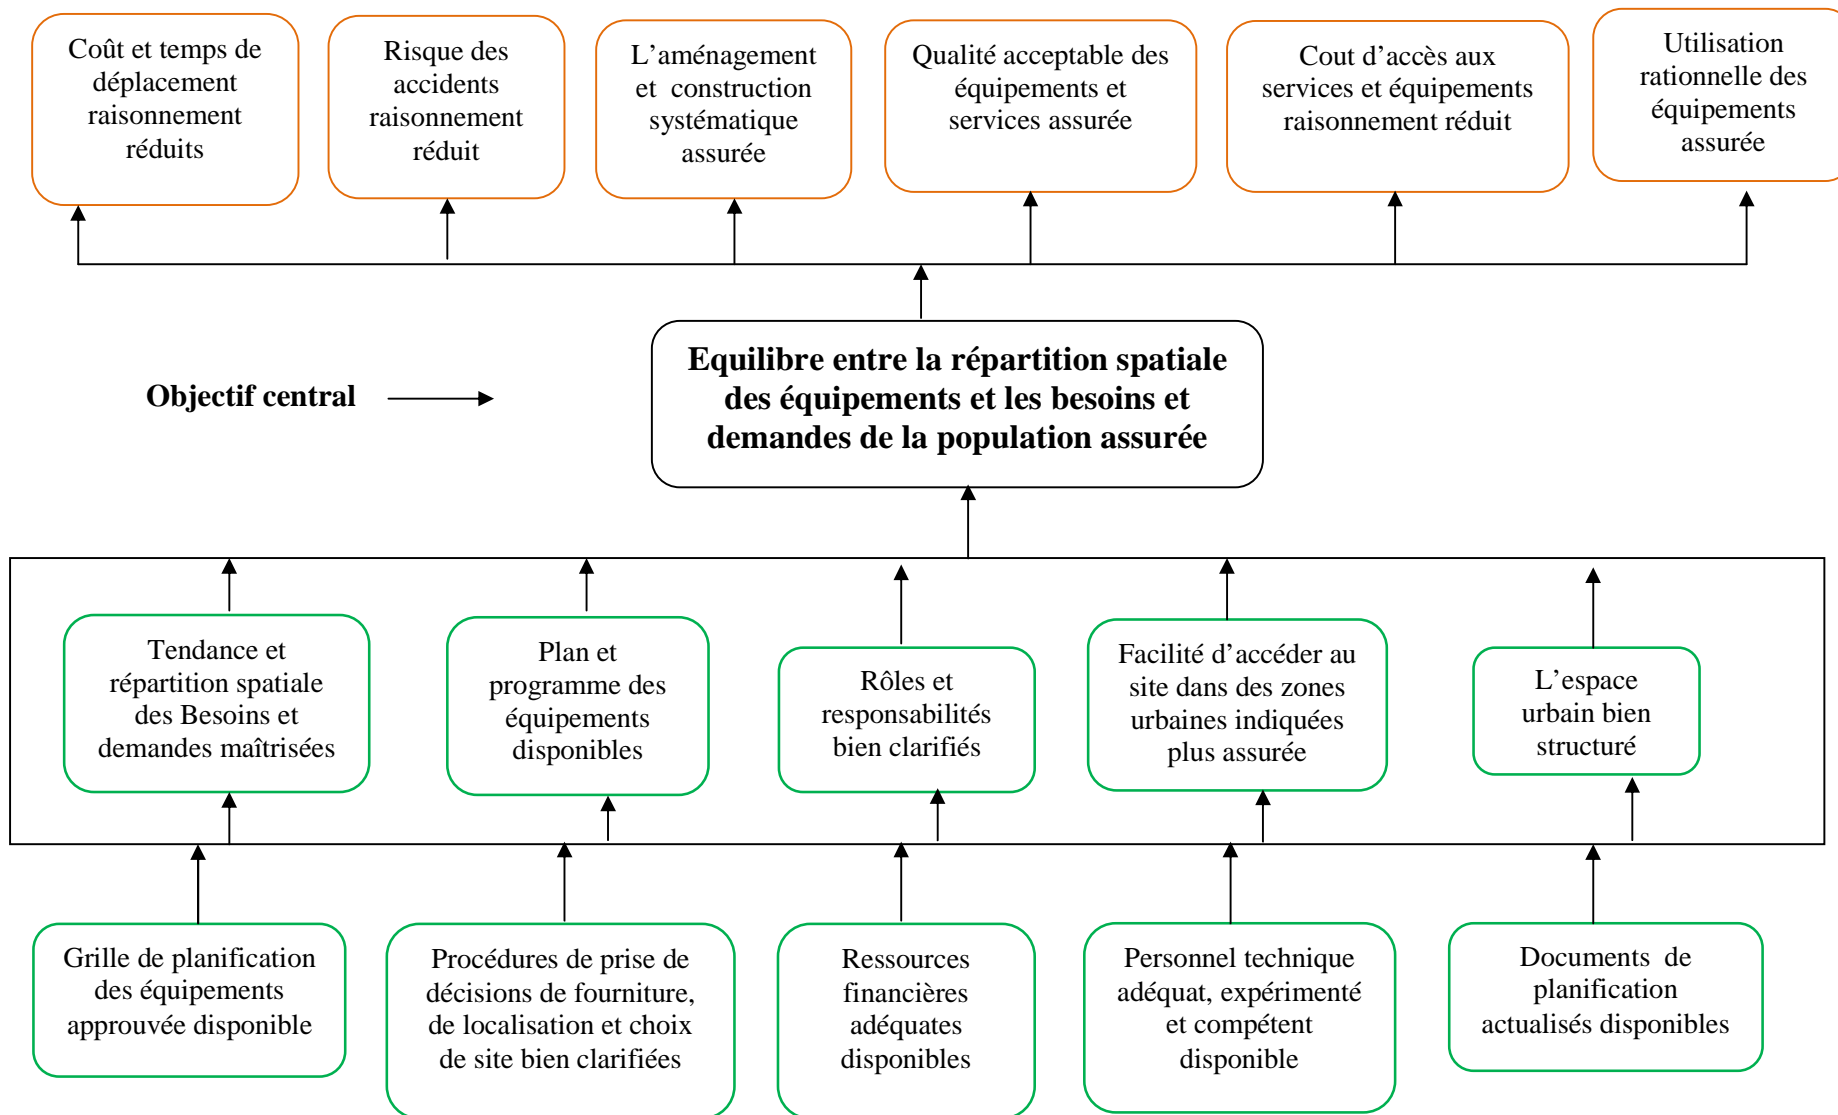 Coût et temps de
déplacement
raisonnement
réduits
Risque des
accidents
raisonnement
réduit
L’aménagement
et construction
systématique
assurée
Qualité acceptable des
équipements et
services assurée
Cout d’accès aux
services et équipements
raisonnement réduit
Utilisation
rationnelle des
équipements
assurée
Objectif central
Equilibre entre la répartition spatiale
des équipements et les besoins et
demandes de la population assurée
Tendance et
répartition spatiale
des Besoins et
demandes maîtrisées
Plan et
programme des
équipements
disponibles
Rôles et
responsabilités
bien clarifiés
Facilité d’accéder au
site dans des zones
urbaines indiquées
plus assurée
L’espace
urbain bien
structuré
Grille de planification
des équipements
approuvée disponible
Procédures de prise de
décisions de fourniture,
de localisation et choix
de site bien clarifiées
Ressources
financières
adéquates
disponibles
Personnel technique
adéquat, expérimenté
et compétent
disponible
Documents de
planification
actualisés disponibles